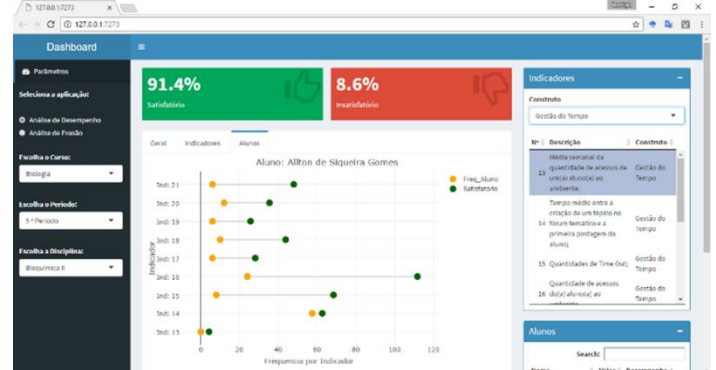 127.0.0.1:7273
127.0.0.1:7273
Dashboard
Parâmetros
Seleciona a aplicação:
Análise de Desempenho
Análise de Evasão
Escolha o Curso:
Biologia
Escolha o Período:
5º Período
Escolha a Disciplina:
Bioquímica II
91.4%
Satisfatório
8.6%
Insatisfatório
Geral Indicadores Alunos
Aluno: Ailton de Siqueira Gomes
Freq_Aluno
Satisfatório
Indicador
Ind: 21
Ind: 20
Ind: 19
Ind: 18
Ind: 17
Ind: 16
Ind: 15
Ind: 14
Ind: 13
0 20 40 60 80 100 120
Frequencia por Indicador
Indicadores
Construto
Gestão do Tempo
Nº Descrição Construto
13 Média semanal da quantidade de acessos de um(a) aluno(a) ao ambiente. Gestão do Tempo
14 Tempo médio entre a criação de um tópico no fórum temático e a primeira postagem do aluno; Gestão do Tempo
15 Quantidades de Time Out; Gestão do Tempo
16 Quantidade de acessos do(a) aluno(a) ao ambiente Gestão do Tempo
Alunos
Search:
Nome Desempenho